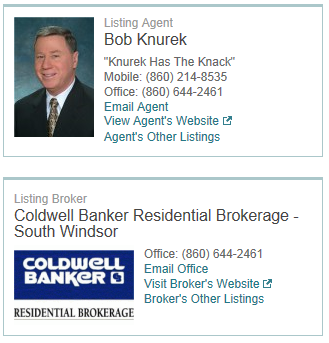 Listing Agent
Bob Knurek
"Knurek Has The Knack"
Mobile: (860) 214-8535
Office: (860) 644-2461
Email Agent
View Agent's Website
Agent's Other Listings
Listing Broker
Coldwell Banker Residential Brokerage -
South Windsor
COLDWELL
BANKER
RESIDENTIAL BROKERAGE
Office: (860) 644-2461
Email Office
Visit Broker's Website
Broker's Other Listings